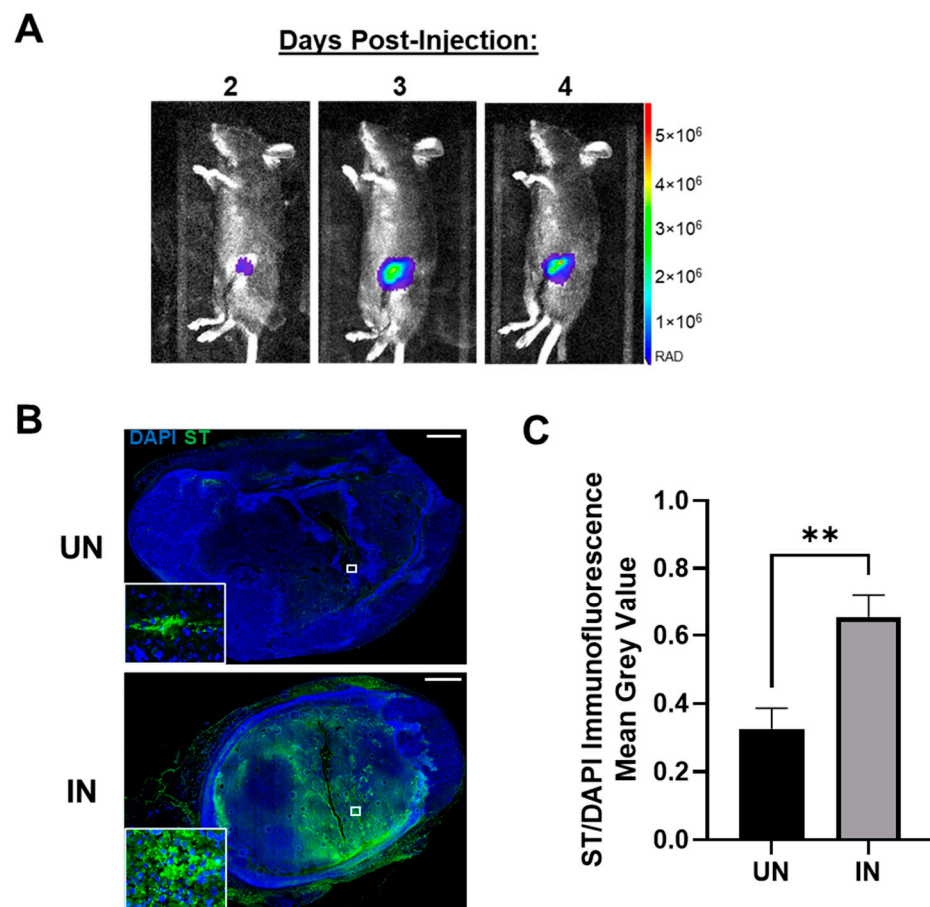 A
Days Post-Injection:
2 3 4
5×10⁶
4×10⁶
3×10⁶
2×10⁶
1×10⁶
RAD
B
DAPI ST
UN
IN
C
ST/DAPI Immunofluorescence
Mean Grey Value
1.0
0.8
0.6
0.4
0.2
0.0
**
UN IN